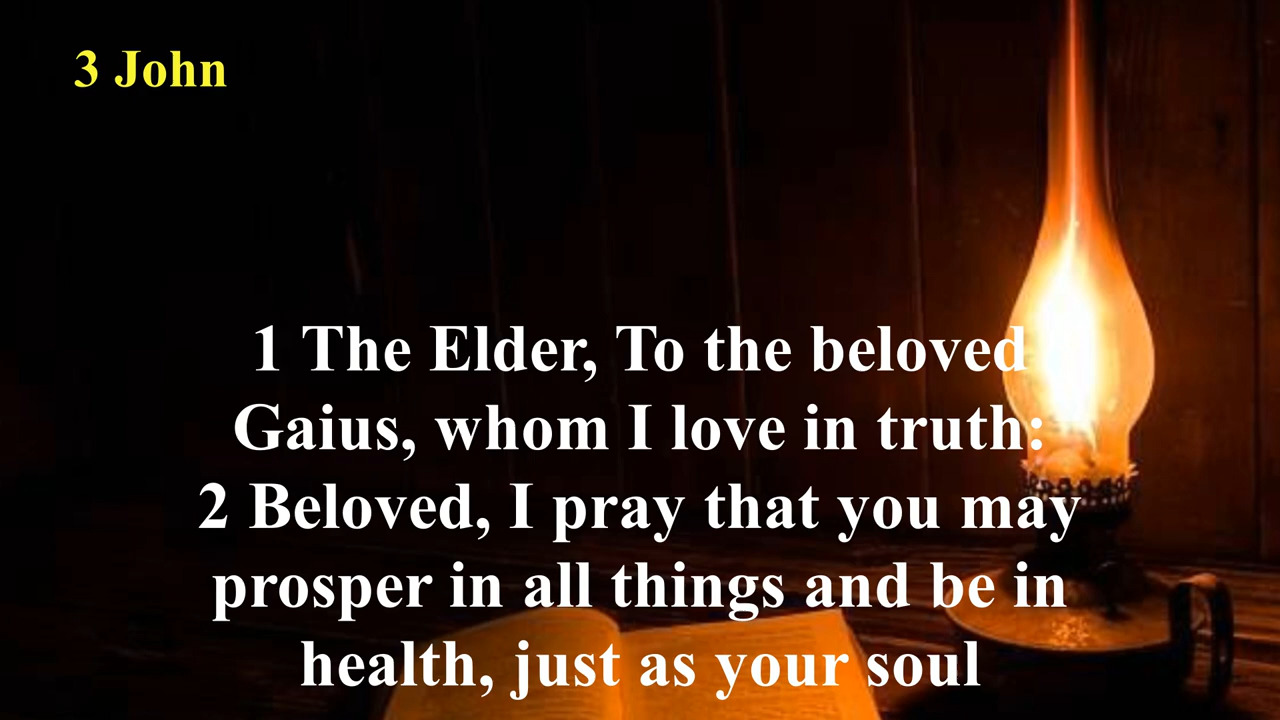 3 John
1 The Elder, To the beloved
Gaius, whom I love in truth:
2 Beloved, I pray that you may
prosper in all things and be in
health, just as your soul